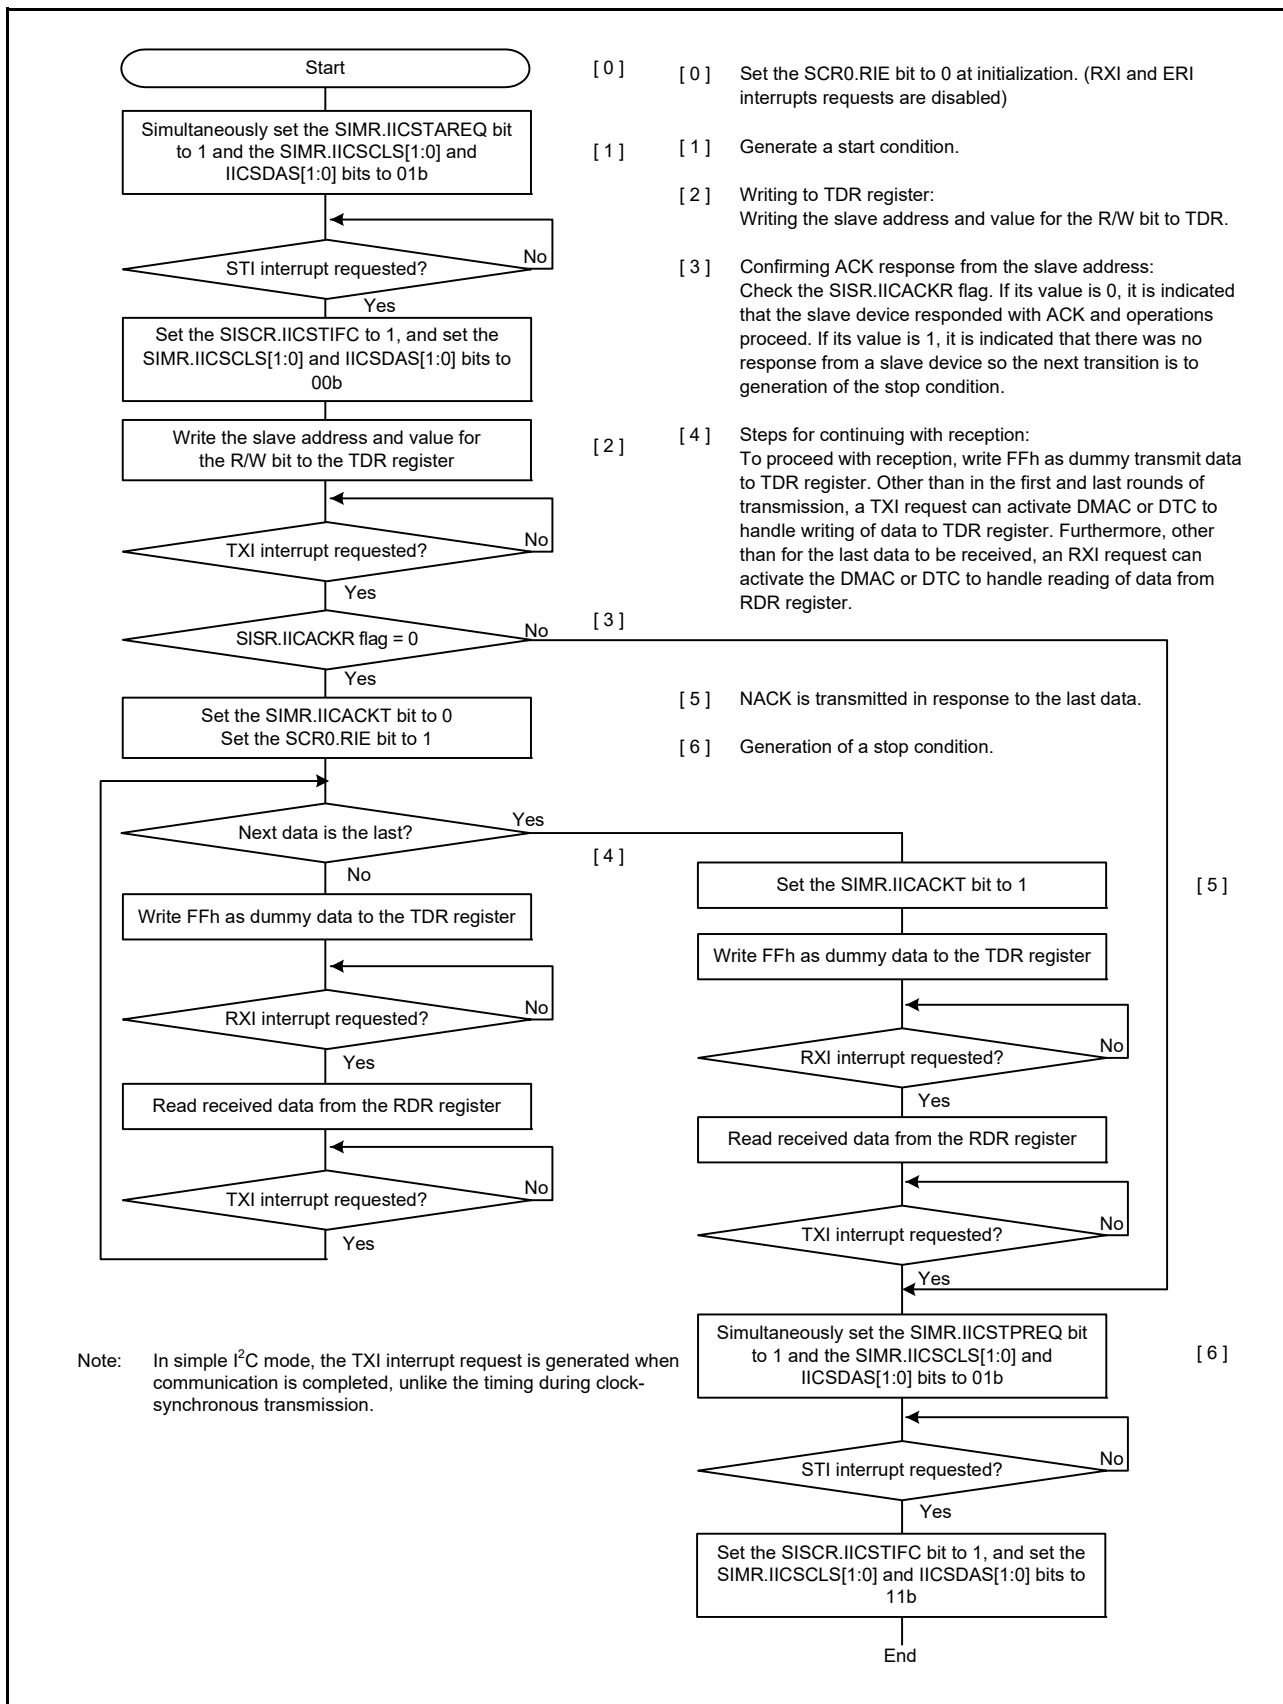 Start
[ 0 ]
Simultaneously set the SIMR.IICSTAREQ bit
to 1 and the SIMR.IICSCLS[1:0] and
IICSDAS[1:0] bits to 01b
[ 1 ]
STI interrupt requested?
No
Yes
Set the SISCR.IICSTIFC to 1, and set the
SIMR.IICSCLS[1:0] and IICSDAS[1:0] bits to
00b
Write the slave address and value for
the R/W bit to the TDR register
[ 2 ]
TXI interrupt requested?
No
Yes
SISR.IICACKR flag = 0
No
[ 3 ]
Yes
Set the SIMR.IICACKT bit to 0
Set the SCR0.RIE bit to 1
Next data is the last?
Yes
[ 4 ]
No
Write FFh as dummy data to the TDR register
RXI interrupt requested?
No
Yes
Read received data from the RDR register
TXI interrupt requested?
No
Yes
[ 0 ] Set the SCR0.RIE bit to 0 at initialization. (RXI and ERI
interrupts requests are disabled)
[ 1 ] Generate a start condition.
[ 2 ] Writing to TDR register:
Writing the slave address and value for the R/W bit to TDR.
[ 3 ] Confirming ACK response from the slave address:
Check the SISR.IICACKR flag. If its value is 0, it is indicated
that the slave device responded with ACK and operations
proceed. If its value is 1, it is indicated that there was no
response from a slave device so the next transition is to
generation of the stop condition.
[ 4 ] Steps for continuing with reception:
To proceed with reception, write FFh as dummy transmit data
to TDR register. Other than in the first and last rounds of
transmission, a TXI request can activate DMAC or DTC to
handle writing of data to TDR register. Furthermore, other
than for the last data to be received, an RXI request can
activate the DMAC or DTC to handle reading of data from
RDR register.
[ 5 ] NACK is transmitted in response to the last data.
[ 6 ] Generation of a stop condition.
Set the SIMR.IICACKT bit to 1
[ 5 ]
Write FFh as dummy data to the TDR register
RXI interrupt requested?
No
Yes
Read received data from the RDR register
TXI interrupt requested?
No
Yes
Simultaneously set the SIMR.IICSTPREQ bit
to 1 and the SIMR.IICSCLS[1:0] and
IICSDAS[1:0] bits to 01b
[ 6 ]
STI interrupt requested?
No
Yes
Set the SISCR.IICSTIFC bit to 1, and set the
SIMR.IICSCLS[1:0] and IICSDAS[1:0] bits to
11b
End
Note: In simple I²C mode, the TXI interrupt request is generated when
communication is completed, unlike the timing during clock-
synchronous transmission.